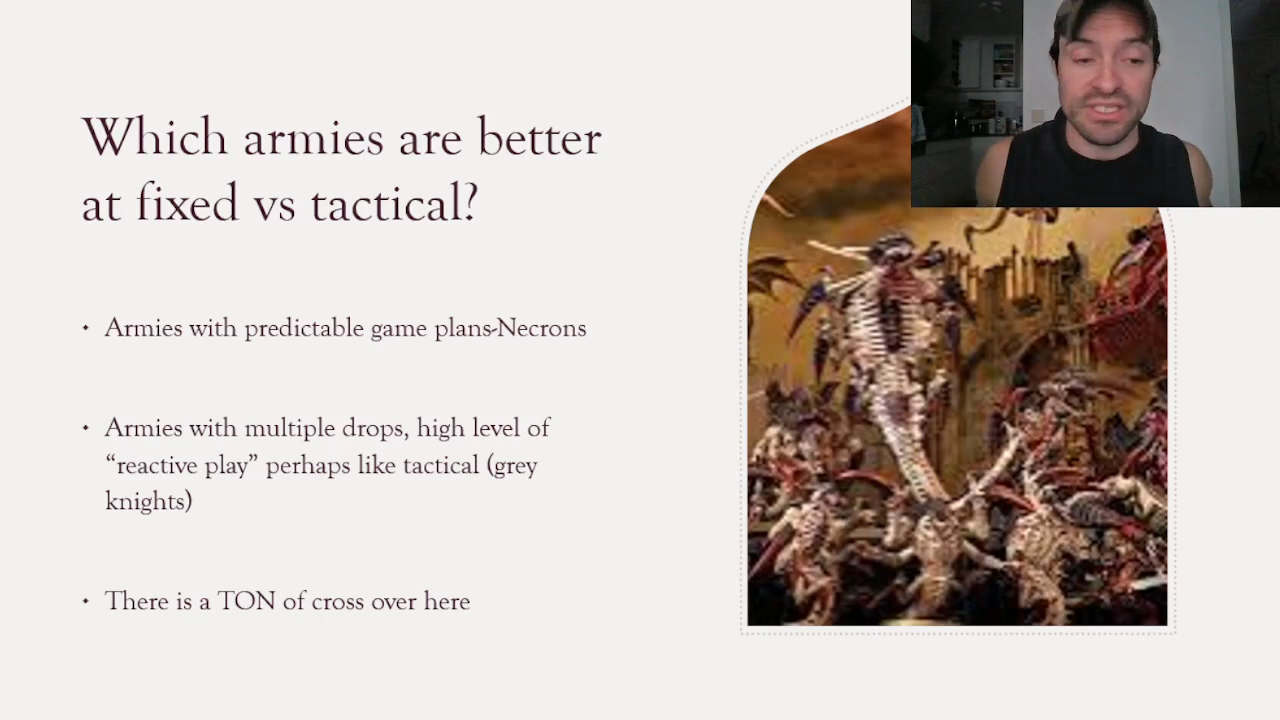 Which armies are better
at fixed vs tactical?
• Armies with predictable game plans-Necrons
• Armies with multiple drops, high level of
“reactive play” perhaps like tactical (grey
knights)
• There is a TON of cross over here